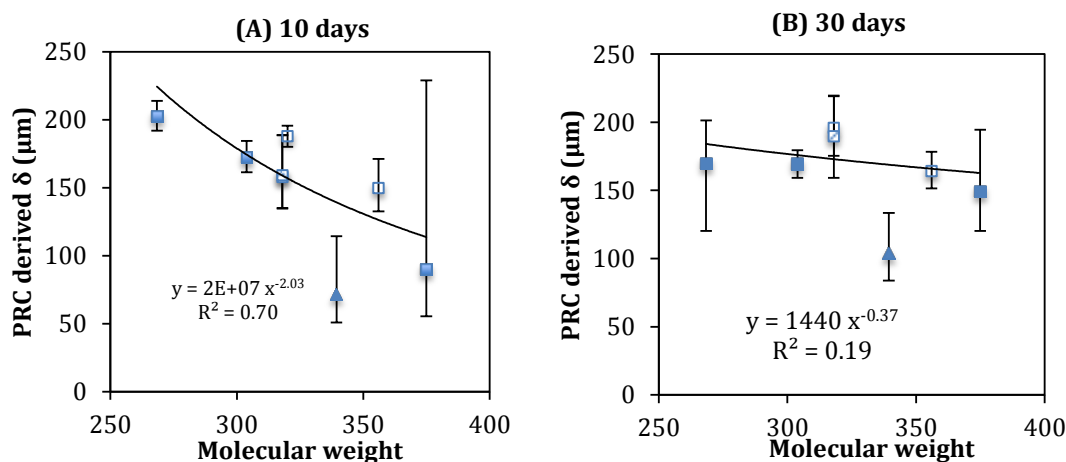 (A) 10 days
PRC derived δ (µm)
250
200
150
100
50
0
y = 2E+07 x-2.03
R² = 0.70
250
300
350
400
Molecular weight
(B) 30 days
PRC derived δ (µm)
250
200
150
100
50
0
y = 1440 x-0.37
R² = 0.19
250
300
350
400
Molecular weight